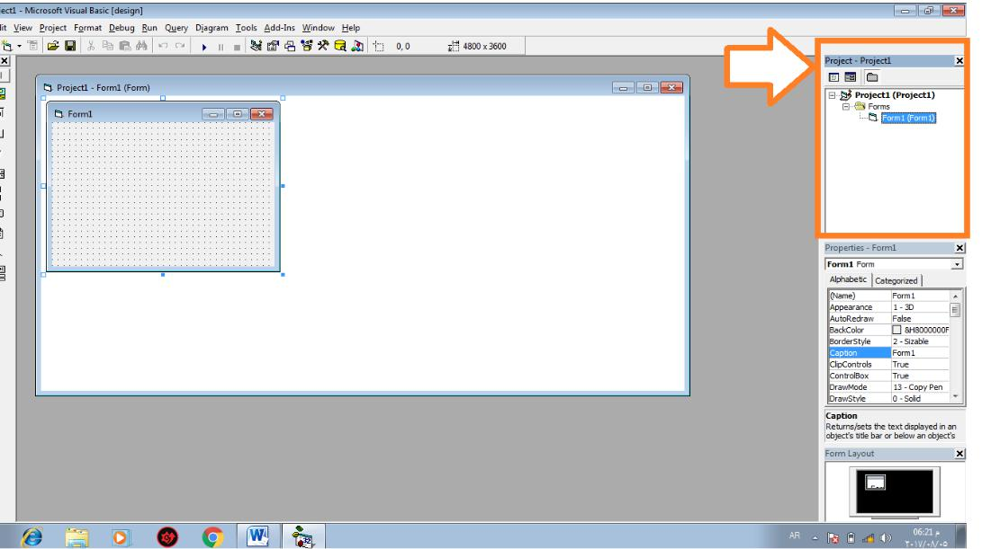 ect1 - Microsoft Visual Basic [design]
dit View Project Format Debug Run Query Diagram Tools Add-Ins Window Help
0, 0 4800 x 3600
Project - Project1
Project1 (Project1)
Forms
Form1 (Form1)
Project1 - Form1 (Form)
Form1
Properties - Form1
Form1 Form
Alphabetic Categorized
(Name) Form1
Appearance 1 - 3D
AutoRedraw False
BackColor &H8000000F
BorderStyle 2 - Sizable
Caption Form1
ClipControls True
ControlBox True
DrawMode 13 - Copy Pen
DrawStyle 0 - Solid
Caption
Returns/sets the text displayed in an
object's title bar or below an object's
Form Layout
AR
06:21 م
٢٠١٧/٠٨/٠٥